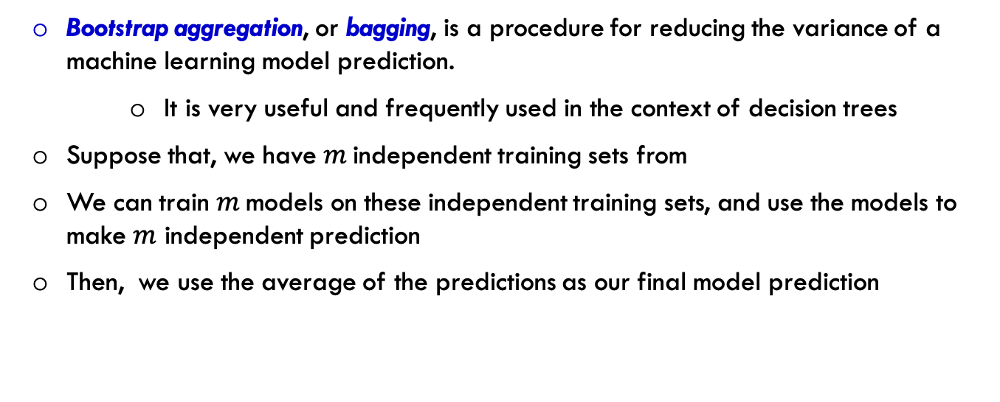 Bootstrap aggregation, or bagging, is a procedure for reducing the variance of a
machine learning model prediction.
It is very useful and frequently used in the context of decision trees
Suppose that, we have m independent training sets from
We can train m models on these independent training sets, and use the models to
make m independent prediction
Then, we use the average of the predictions as our final model prediction